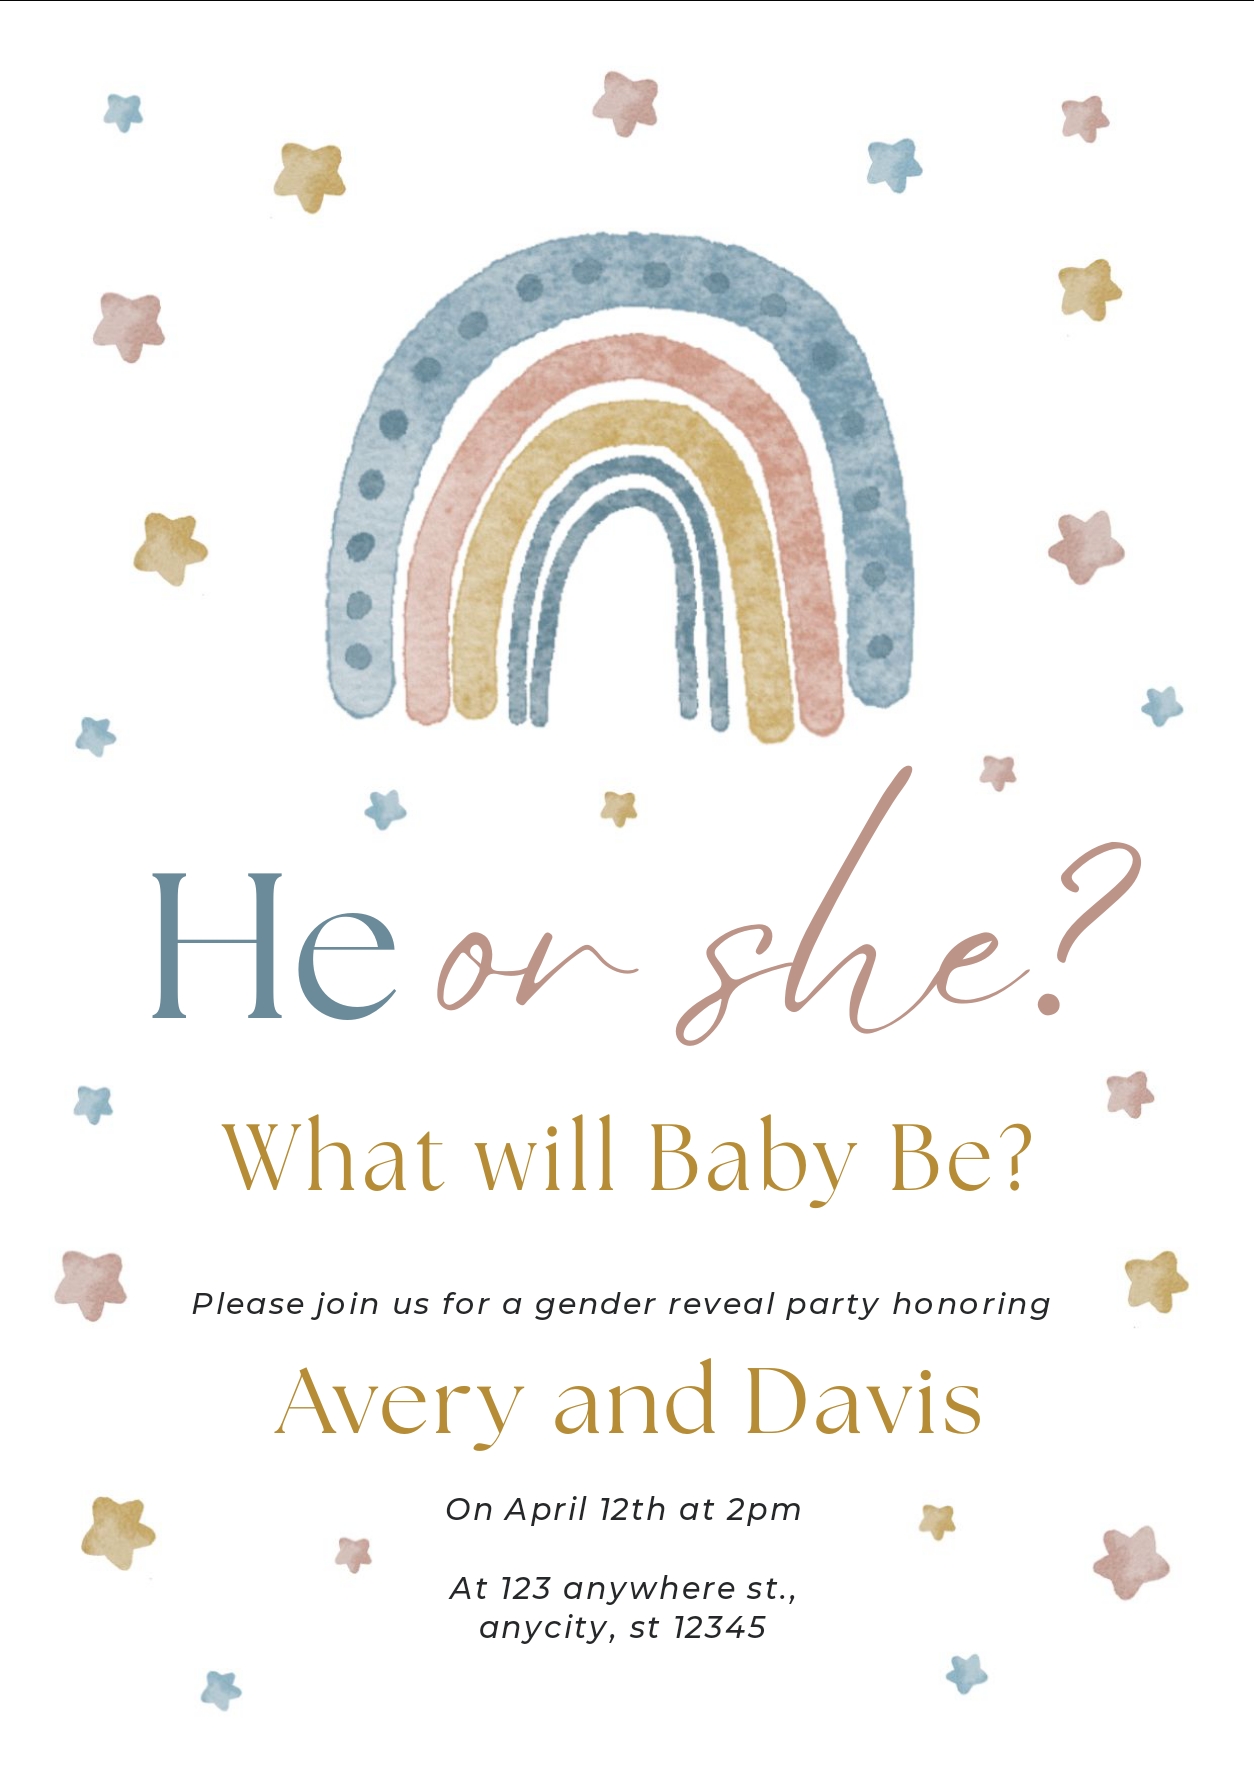 He or she?
What will Baby Be?
Please join us for a gender reveal party honoring
Avery and Davis
On April 12th at 2pm
At 123 anywhere st.,
anycity, st 12345